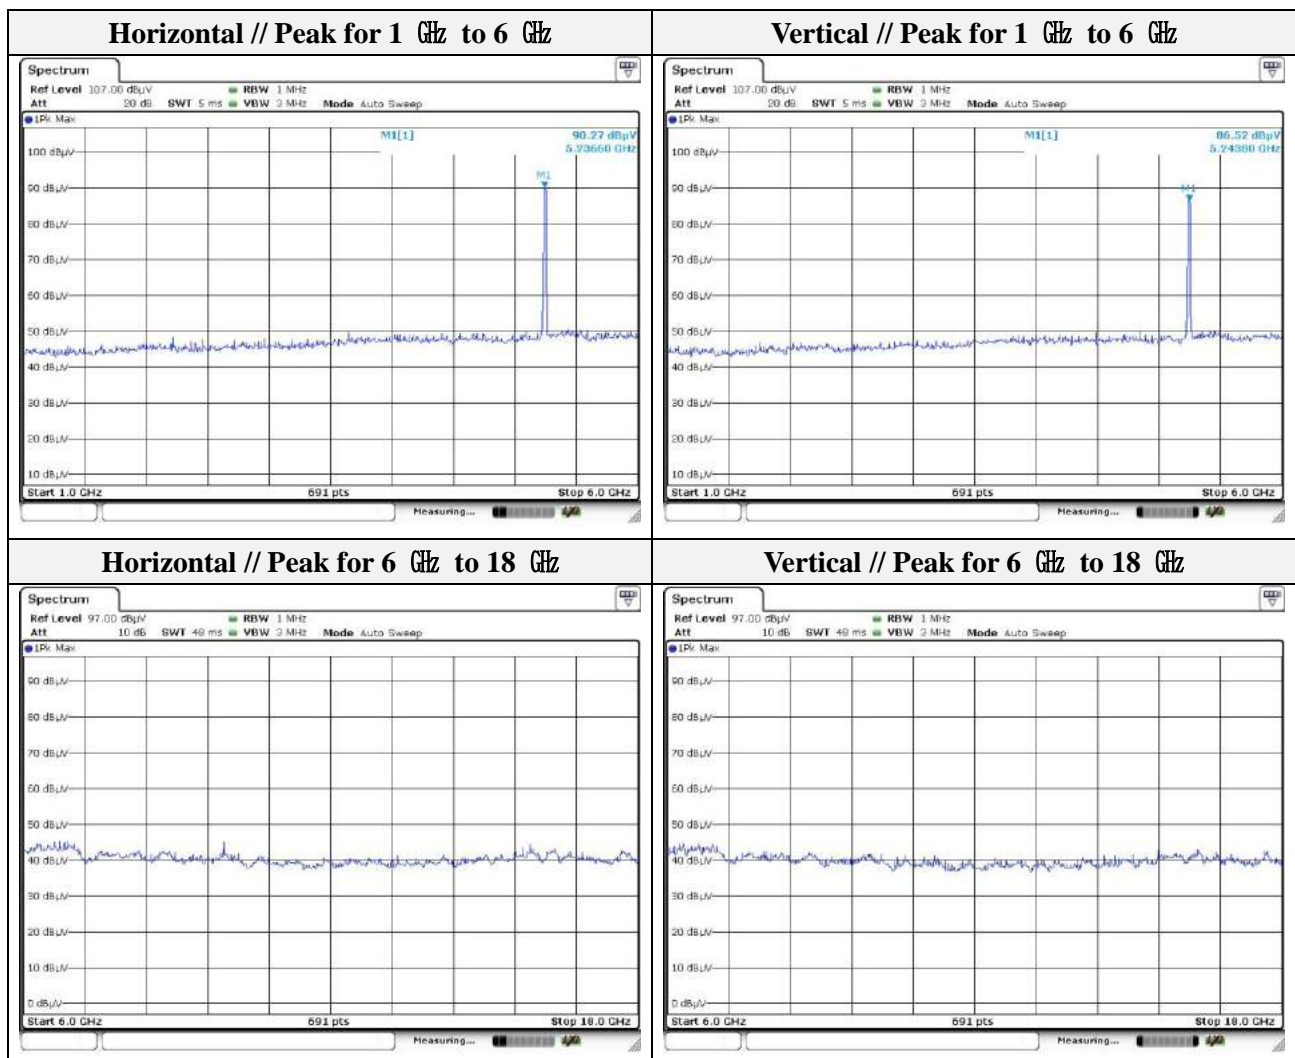 Horizontal // Peak for 1 ㎓ to 6 ㎓
Vertical // Peak for 1 ㎓ to 6 ㎓
Spectrum
Ref Level 107.00 dBµV RBW 1 MHz
Att 20 dB SWT 5 ms VBW 3 MHz Mode Auto Sweep
1Pk Max
M1[1] 90.27 dBµV
5.23660 GHz
M1
100 dBµV
90 dBµV
80 dBµV
70 dBµV
60 dBµV
50 dBµV
40 dBµV
30 dBµV
20 dBµV
10 dBµV
Start 1.0 GHz 691 pts Stop 6.0 GHz
Measuring...
Spectrum
Ref Level 107.00 dBµV RBW 1 MHz
Att 20 dB SWT 5 ms VBW 3 MHz Mode Auto Sweep
1Pk Max
M1[1] 86.52 dBµV
5.24380 GHz
100 dBµV
M1
90 dBµV
80 dBµV
70 dBµV
60 dBµV
50 dBµV
40 dBµV
30 dBµV
20 dBµV
10 dBµV
Start 1.0 GHz 691 pts Stop 6.0 GHz
Measuring...
Horizontal // Peak for 6 ㎓ to 18 ㎓
Vertical // Peak for 6 ㎓ to 18 ㎓
Spectrum
Ref Level 97.00 dBµV RBW 1 MHz
Att 10 dB SWT 48 ms VBW 3 MHz Mode Auto Sweep
1Pk Max
90 dBµV
80 dBµV
70 dBµV
60 dBµV
50 dBµV
40 dBµV
30 dBµV
20 dBµV
10 dBµV
0 dBµV
Start 6.0 GHz 691 pts Stop 18.0 GHz
Measuring...
Spectrum
Ref Level 97.00 dBµV RBW 1 MHz
Att 10 dB SWT 48 ms VBW 3 MHz Mode Auto Sweep
1Pk Max
90 dBµV
80 dBµV
70 dBµV
60 dBµV
50 dBµV
40 dBµV
30 dBµV
20 dBµV
10 dBµV
0 dBµV
Start 6.0 GHz 691 pts Stop 18.0 GHz
Measuring...